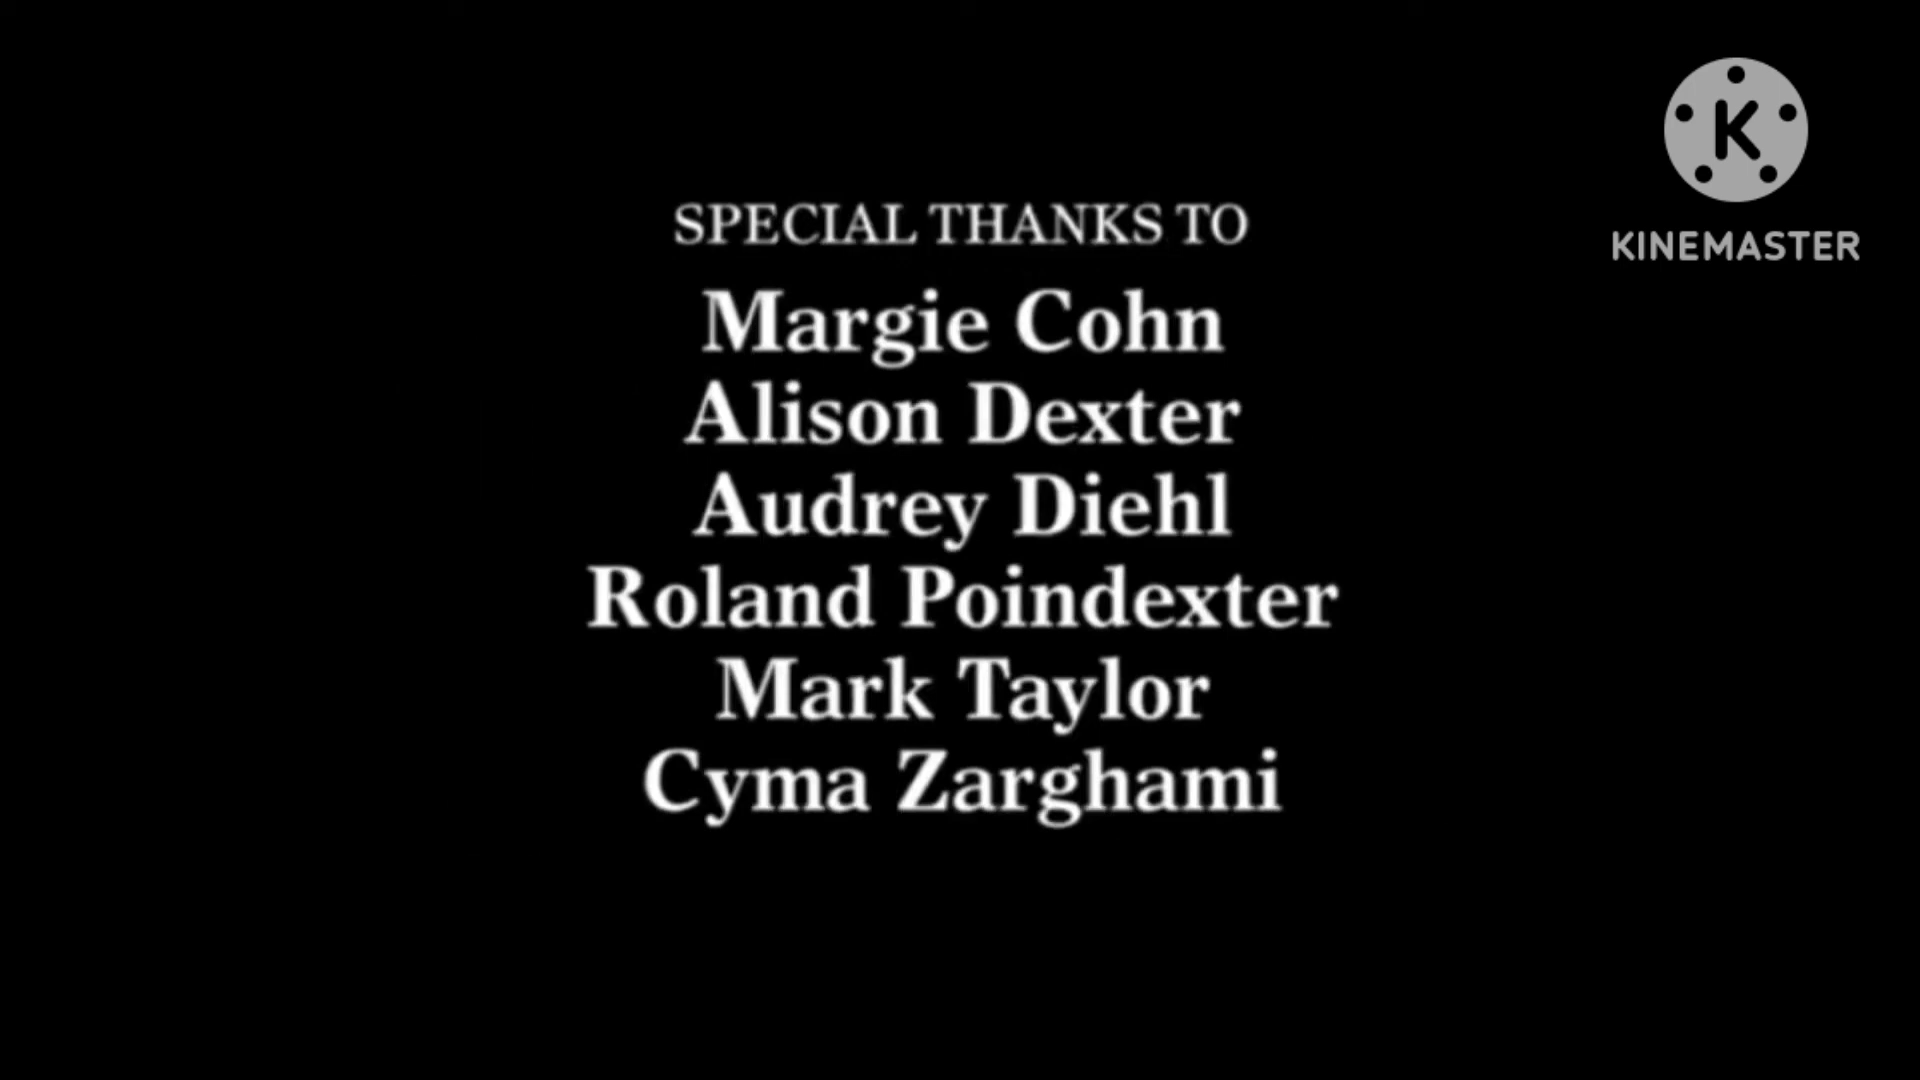 SPECIAL THANKS TO
Margie Cohn
Alison Dexter
Audrey Diehl
Roland Poindexter
Mark Taylor
Cyma Zarghami
K
KINEMASTER